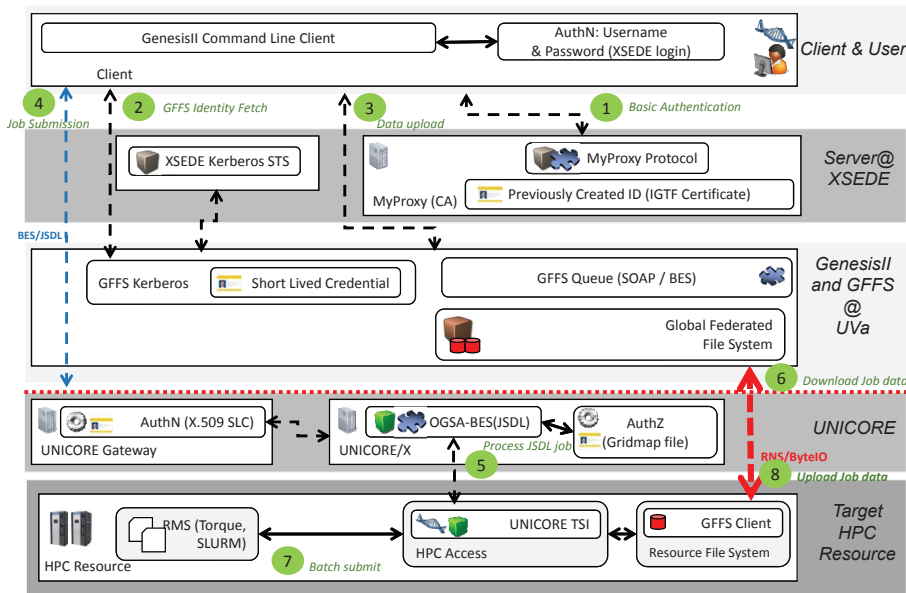 GenesisII Command Line Client
AuthN: Username
& Password (XSEDE login)
Client & User
Client
4
Job Submission
2
GFFS Identity Fetch
3
Data upload
1
Basic Authentication
XSEDE Kerberos STS
MyProxy Protocol
MyProxy (CA)
Previously Created ID (IGTF Certificate)
Server@
XSEDE
BES/JSDL
GFFS Kerberos
Short Lived Credential
GFFS Queue (SOAP / BES)
Global Federated
File System
GenesisII
and GFFS
@
UVa
6
Download Job data
AuthN (X.509 SLC)
UNICORE Gateway
OGSA-BES(JSDL)
UNICORE/X
Process JSDL job
AuthZ
(Gridmap file)
UNICORE
5
RNS/ByteIO
8
Upload Job data
RMS (Torque,
SLURM)
HPC Resource
7
Batch submit
UNICORE TSI
HPC Access
GFFS Client
Resource File System
Target
HPC
Resource